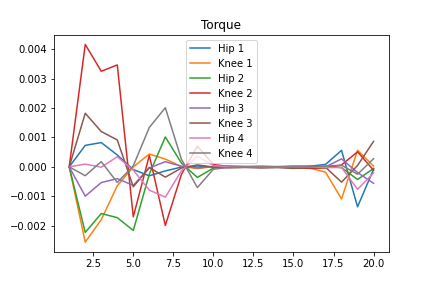 Torque
0.004
0.003
0.002
0.001
0.000
−0.001
−0.002
Hip 1
Knee 1
Hip 2
Knee 2
Hip 3
Knee 3
Hip 4
Knee 4
2.5 5.0 7.5 10.0 12.5 15.0 17.5 20.0